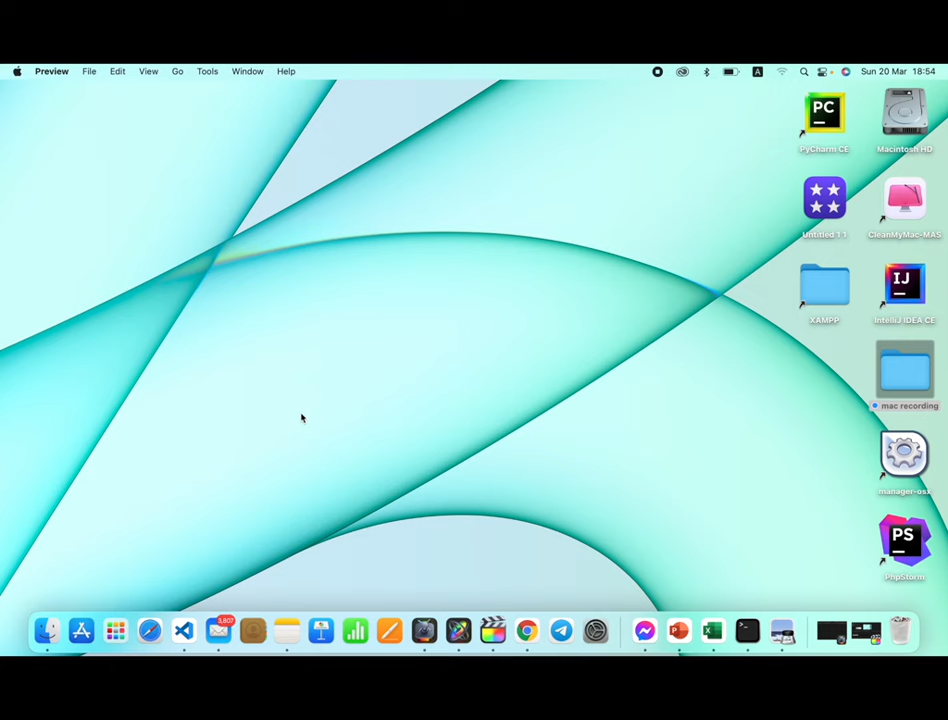 Preview File Edit View Go Tools Window Help A Sun 20 Mar 18:54
PC
PyCharm CE
Macintosh HD
Untitled 1 1
CleanMyMac-MAS
IJ
XAMPP
IntelliJ IDEA CE
mac recording
manager-osx
PS
PhpStorm
3,807